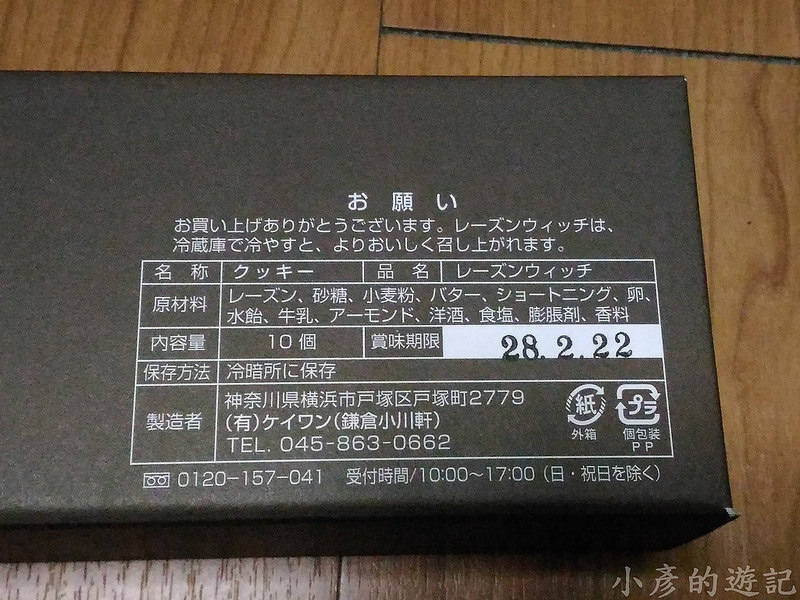 お願い
お買い上げありがとうございます。レーズンウィッチは、
冷蔵庫で冷やすと、よりおいしく召し上がれます。
名称 クッキー 品名 レーズンウィッチ
原材料 レーズン、砂糖、小麦粉、バター、ショートニング、卵、
水飴、牛乳、アーモンド、洋酒、食塩、膨脹剤、香料
内容量 10個 賞味期限 28.2.22
保存方法 冷暗所に保存
製造者 神奈川県横浜市戸塚区戸塚町2779
(有)ケイワン(鎌倉小川軒)
TEL. 045-863-0662
紙 外箱
プラ 個包装 PP
0120-157-041 受付時間/10:00〜17:00(日・祝日を除く)
小彥的遊記